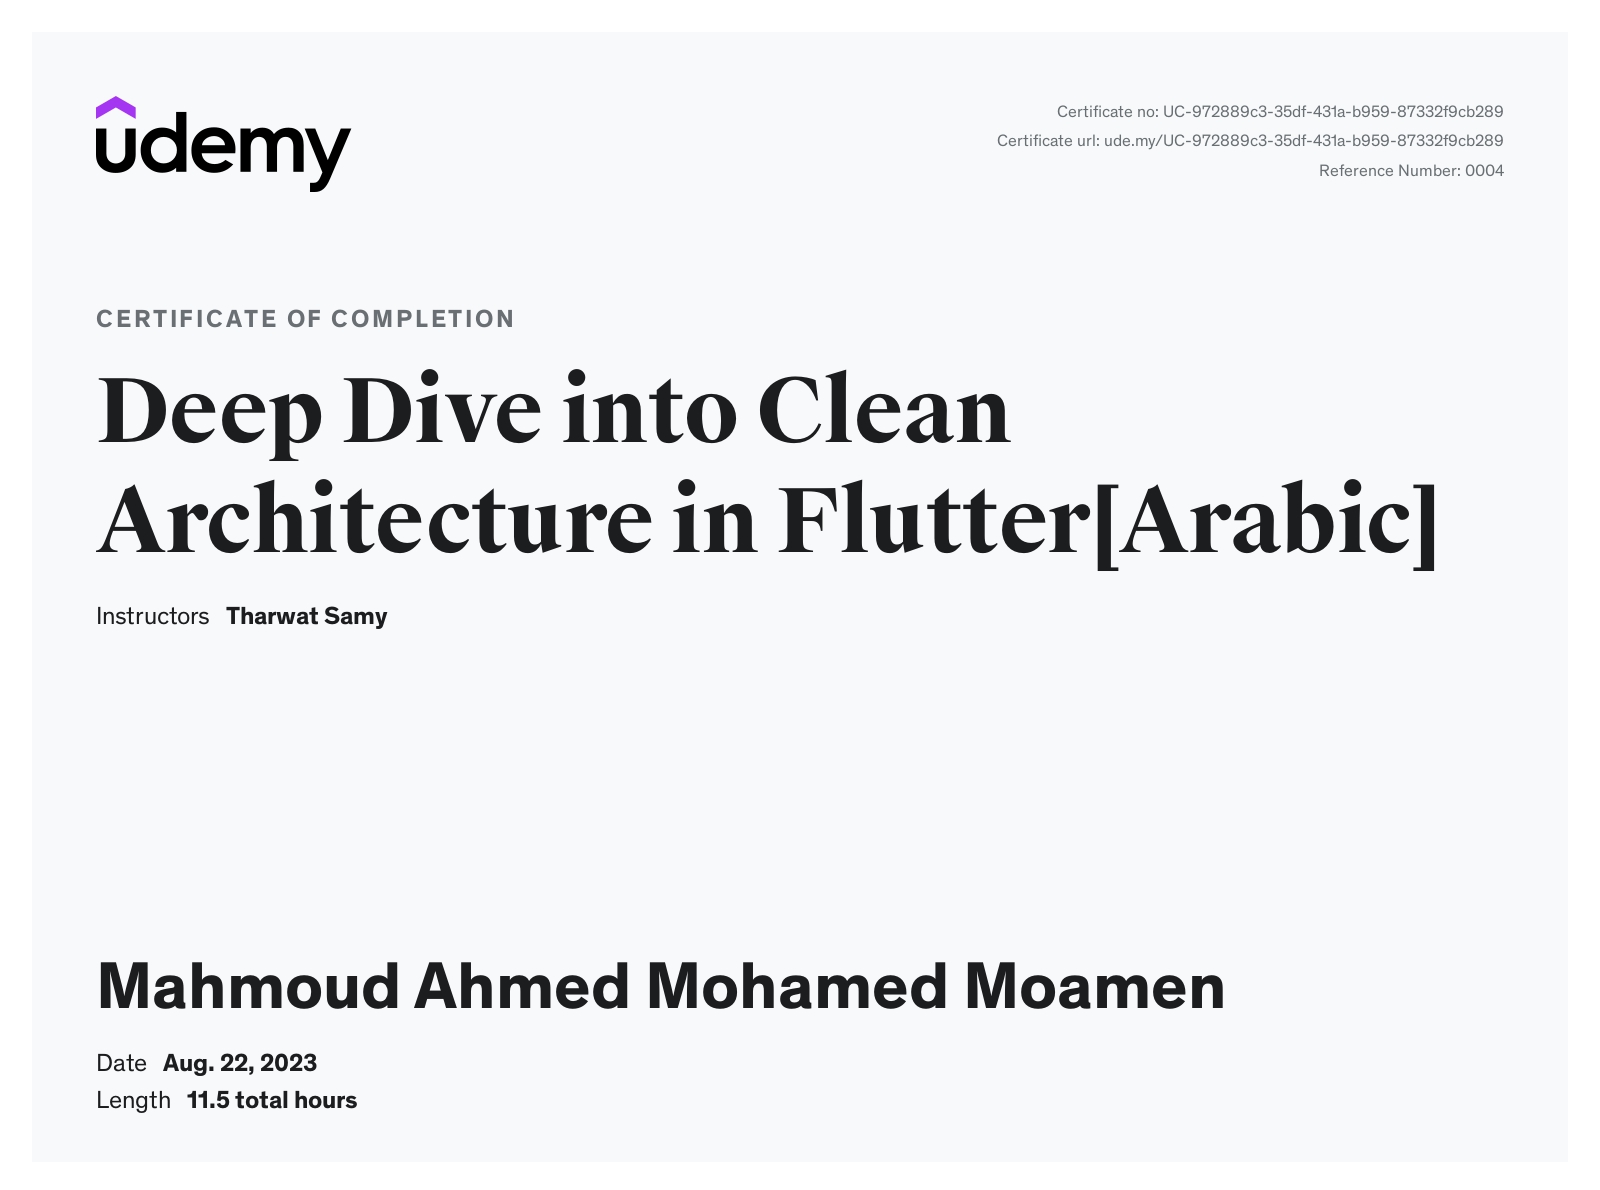 udemy
Certificate no: UC-972889c3-35df-431a-b959-87332f9cb289
Certificate url: ude.my/UC-972889c3-35df-431a-b959-87332f9cb289
Reference Number: 0004
CERTIFICATE OF COMPLETION
Deep Dive into Clean
Architecture in Flutter[Arabic]
Instructors Tharwat Samy
Mahmoud Ahmed Mohamed Moamen
Date Aug. 22, 2023
Length 11.5 total hours